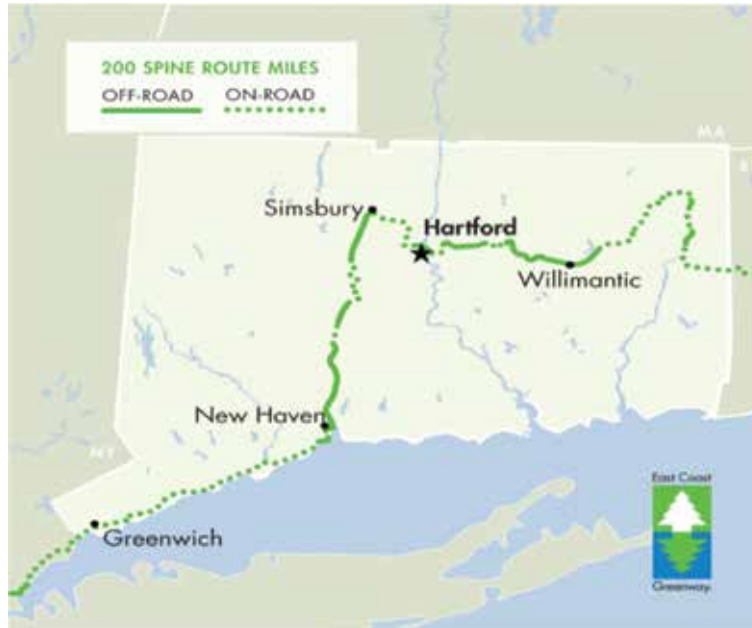 200 SPINE ROUTE MILES
OFF-ROAD ON-ROAD
MA
Simsbury
Hartford
Willimantic
New Haven
NY
Greenwich
East Coast
Greenway